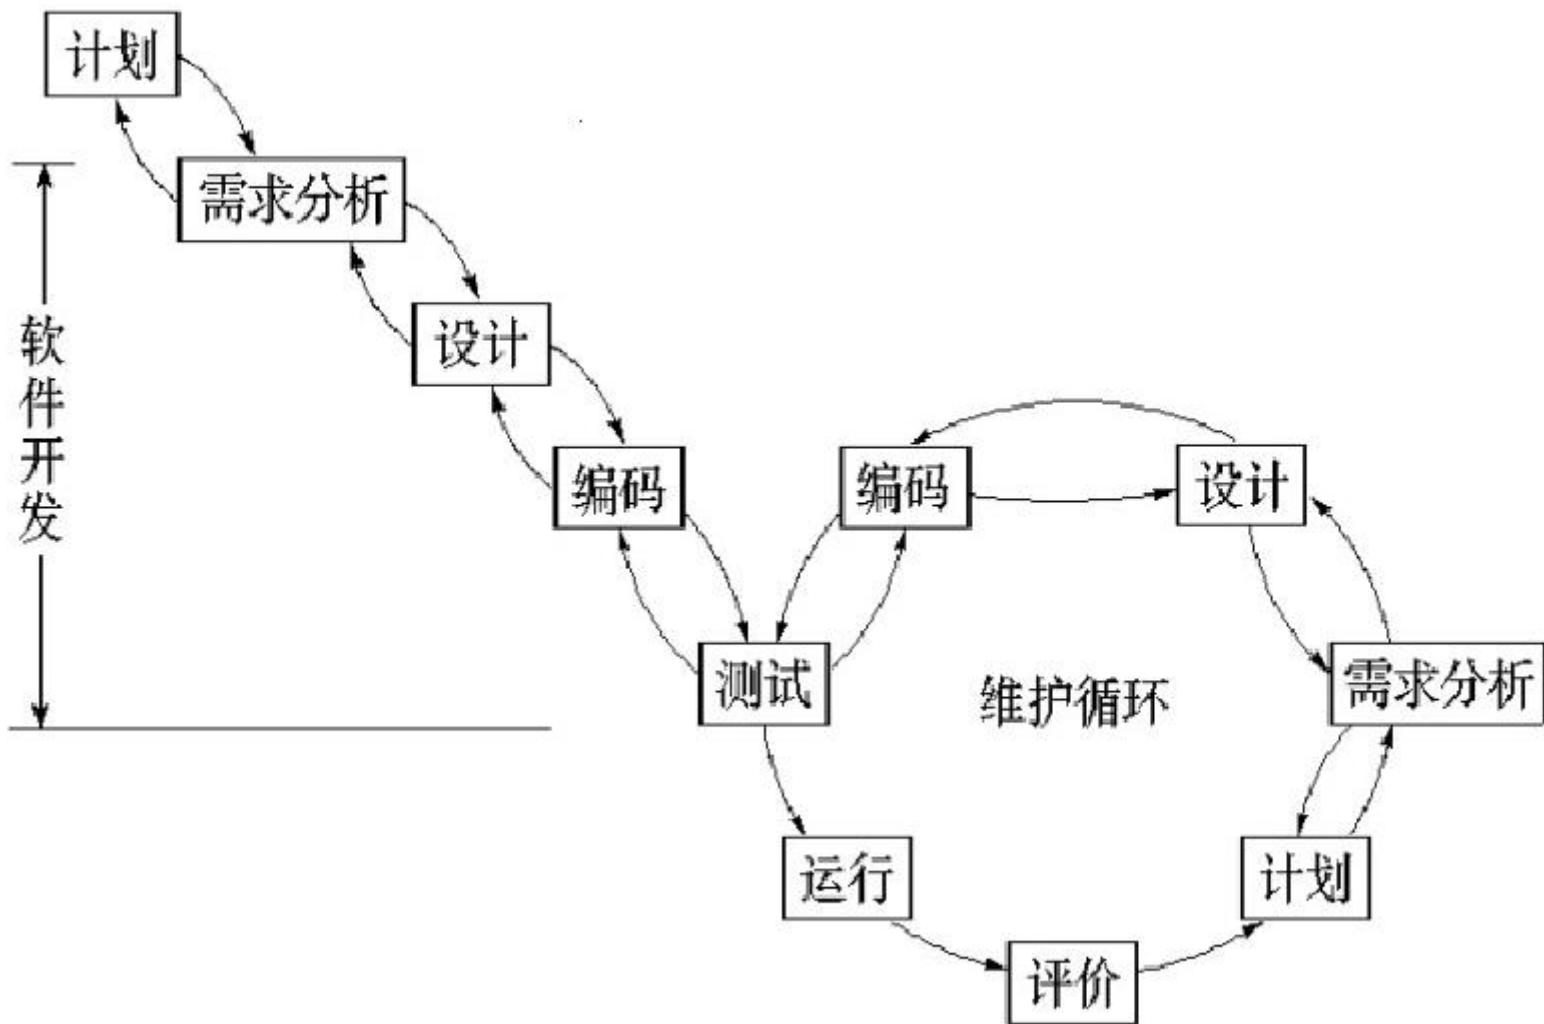 计划
需求分析
设计
软件开发
编码
编码
设计
测试
维护循环
需求分析
运行
计划
评价